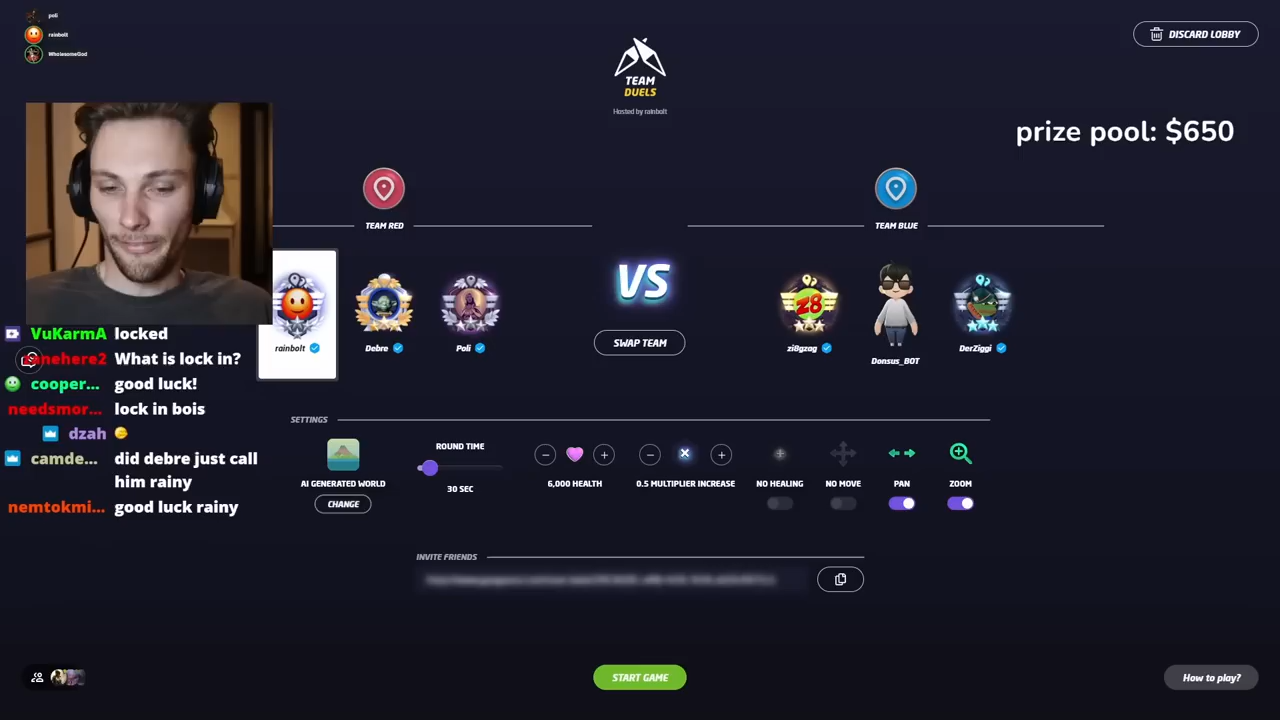 poli
rainbolt
WholesomeGod
TEAM
DUELS
Hosted by rainbolt
DISCARD LOBBY
prize pool: $650
TEAM RED
TEAM BLUE
VS
SWAP TEAM
rainbolt
Debre
Poli
Z8
zi8gzag
Donsus_BOT
DerZiggi
VuKarmA locked
anehere2 What is lock in?
cooper... good luck!
needsmor... lock in bois
dzah
camde... did debre just call
him rainy
nemtokmi... good luck rainy
SETTINGS
AI GENERATED WORLD
CHANGE
ROUND TIME
30 SEC
6,000 HEALTH
0.5 MULTIPLIER INCREASE
NO HEALING
NO MOVE
PAN
ZOOM
INVITE FRIENDS
START GAME
How to play?